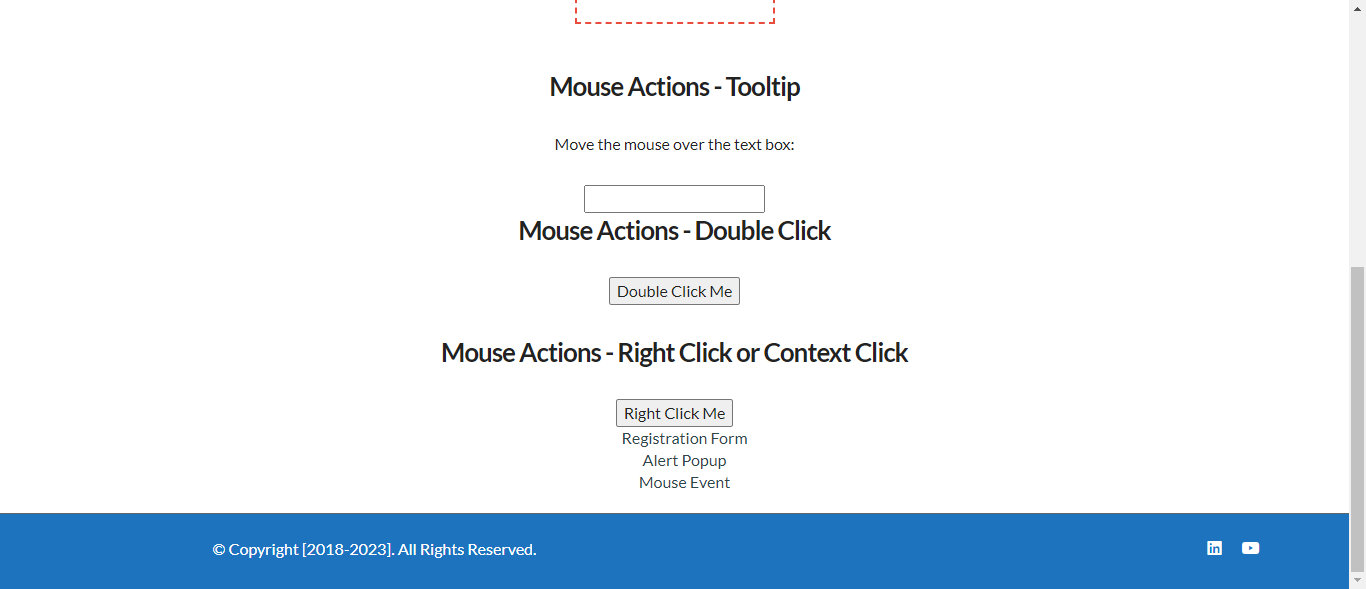 Mouse Actions - Tooltip
Move the mouse over the text box:
Mouse Actions - Double Click
Double Click Me
Mouse Actions - Right Click or Context Click
Right Click Me
Registration Form
Alert Popup
Mouse Event
© Copyright [2018-2023]. All Rights Reserved.